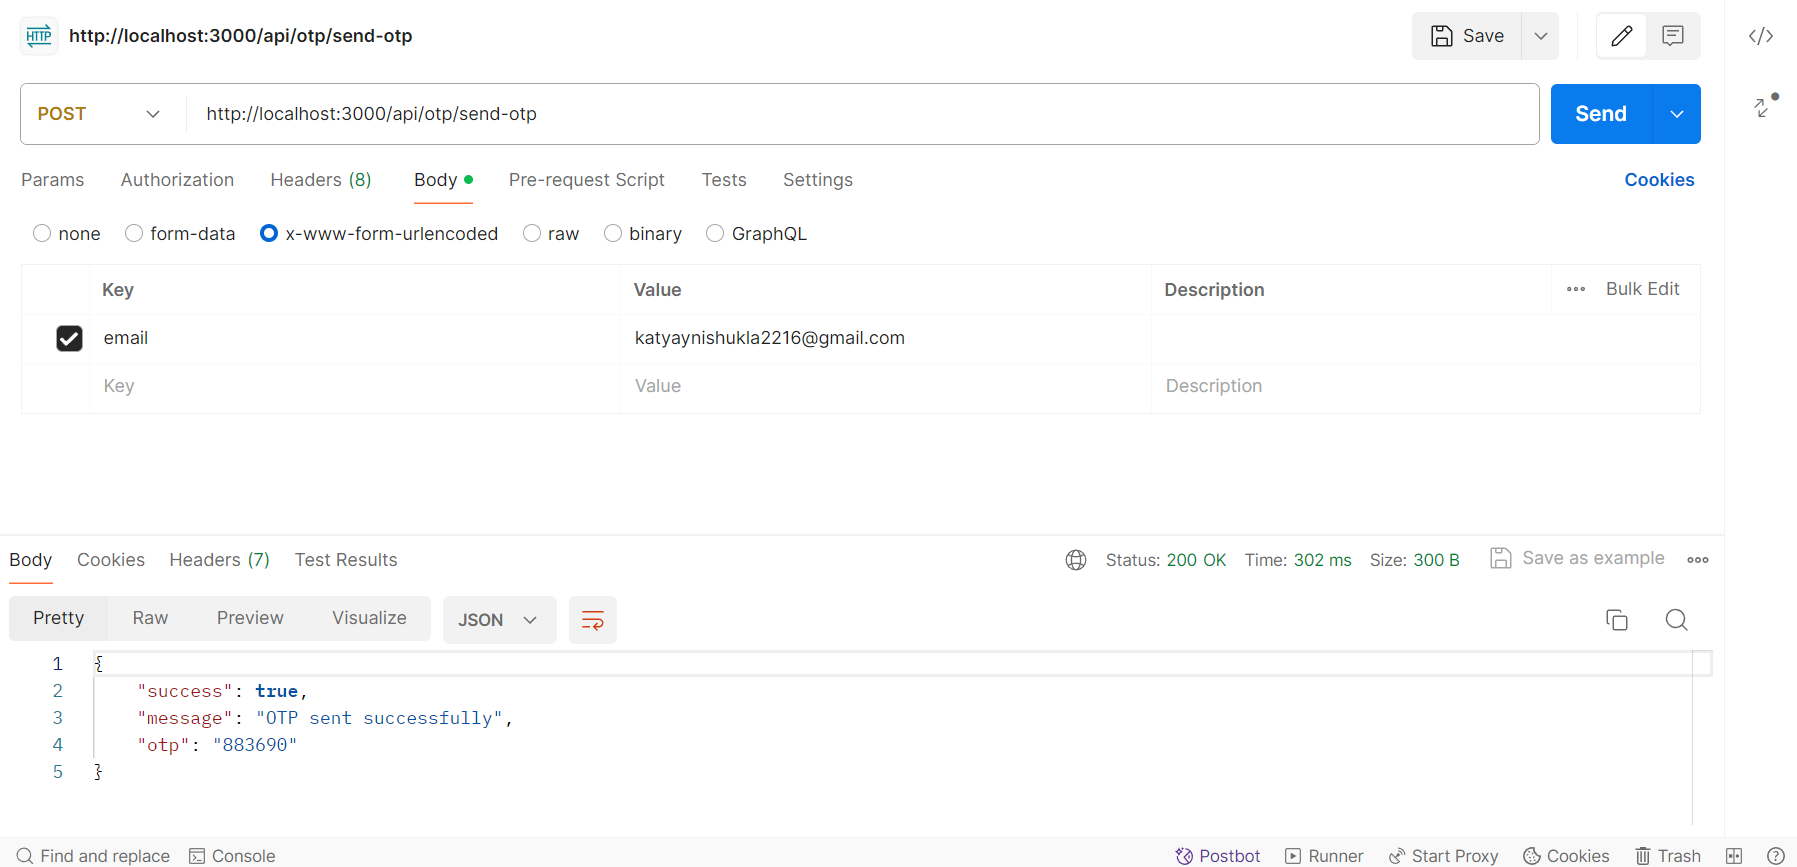 HTTP http://localhost:3000/api/otp/send-otp Save
POST http://localhost:3000/api/otp/send-otp Send
Params Authorization Headers (8) Body Pre-request Script Tests Settings Cookies
none form-data x-www-form-urlencoded raw binary GraphQL
Key Value Description Bulk Edit
email katyaynishukla2216@gmail.com
Key Value Description
Body Cookies Headers (7) Test Results Status: 200 OK Time: 302 ms Size: 300 B Save as example
Pretty Raw Preview Visualize JSON
1 {
2 "success": true,
3 "message": "OTP sent successfully",
4 "otp": "883690"
5 }
Find and replace Console Postbot Runner Start Proxy Cookies Trash